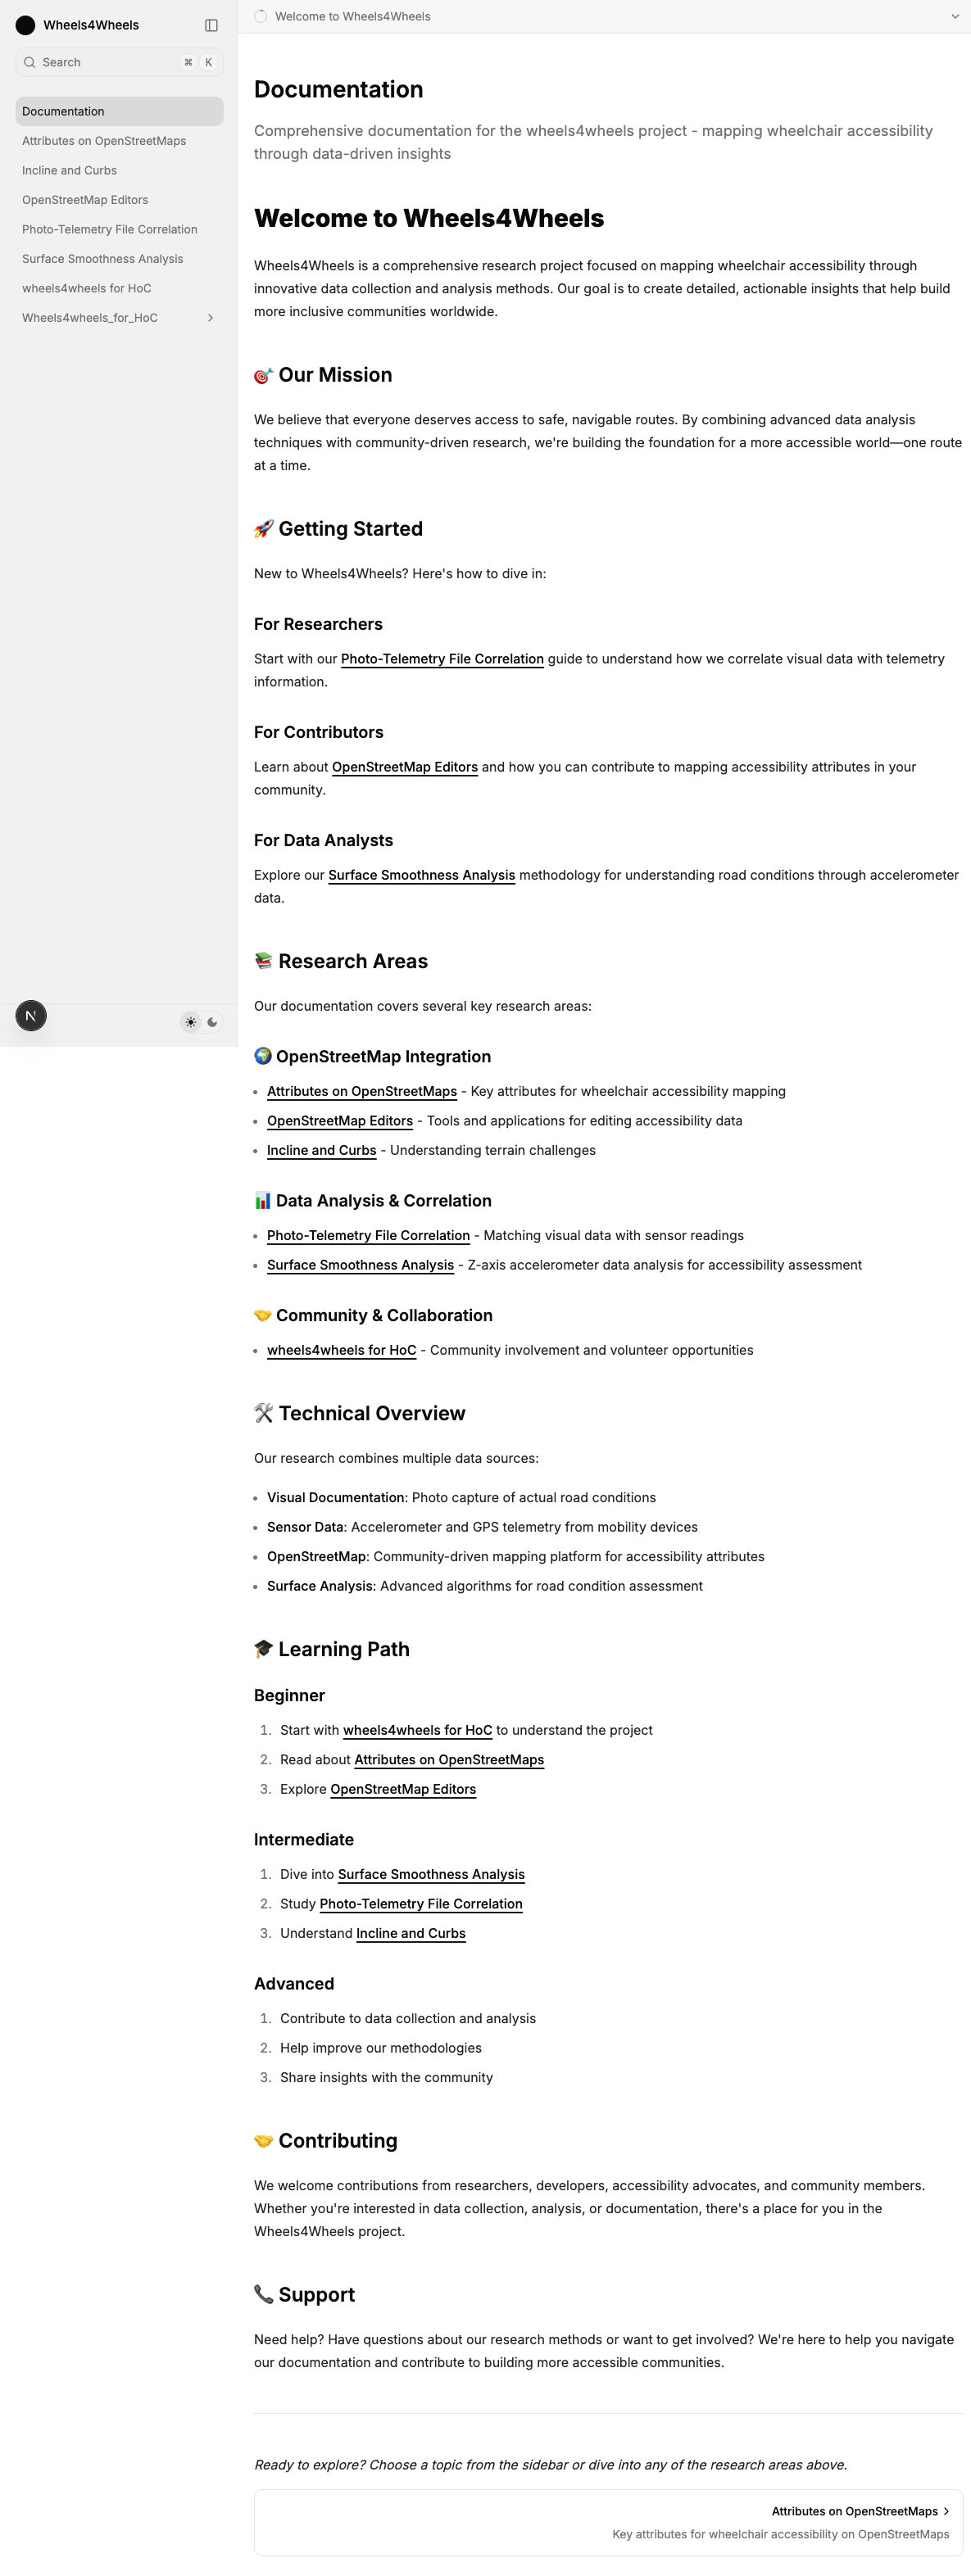 Wheels4Wheels
Search
⌘ K
Documentation
Attributes on OpenStreetMaps
Incline and Curbs
OpenStreetMap Editors
Photo-Telemetry File Correlation
Surface Smoothness Analysis
wheels4wheels for HoC
Wheels4wheels_for_HoC
N
Welcome to Wheels4Wheels
Documentation
Comprehensive documentation for the wheels4wheels project - mapping wheelchair accessibility
through data-driven insights
Welcome to Wheels4Wheels
Wheels4Wheels is a comprehensive research project focused on mapping wheelchair accessibility through
innovative data collection and analysis methods. Our goal is to create detailed, actionable insights that help build
more inclusive communities worldwide.
🎯 Our Mission
We believe that everyone deserves access to safe, navigable routes. By combining advanced data analysis
techniques with community-driven research, we're building the foundation for a more accessible world—one route
at a time.
🚀 Getting Started
New to Wheels4Wheels? Here's how to dive in:
For Researchers
Start with our Photo-Telemetry File Correlation guide to understand how we correlate visual data with telemetry
information.
For Contributors
Learn about OpenStreetMap Editors and how you can contribute to mapping accessibility attributes in your
community.
For Data Analysts
Explore our Surface Smoothness Analysis methodology for understanding road conditions through accelerometer
data.
📚 Research Areas
Our documentation covers several key research areas:
🌍 OpenStreetMap Integration
• Attributes on OpenStreetMaps - Key attributes for wheelchair accessibility mapping
• OpenStreetMap Editors - Tools and applications for editing accessibility data
• Incline and Curbs - Understanding terrain challenges
📊 Data Analysis & Correlation
• Photo-Telemetry File Correlation - Matching visual data with sensor readings
• Surface Smoothness Analysis - Z-axis accelerometer data analysis for accessibility assessment
🤝 Community & Collaboration
• wheels4wheels for HoC - Community involvement and volunteer opportunities
🛠️ Technical Overview
Our research combines multiple data sources:
• Visual Documentation: Photo capture of actual road conditions
• Sensor Data: Accelerometer and GPS telemetry from mobility devices
• OpenStreetMap: Community-driven mapping platform for accessibility attributes
• Surface Analysis: Advanced algorithms for road condition assessment
🎓 Learning Path
Beginner
1. Start with wheels4wheels for HoC to understand the project
2. Read about Attributes on OpenStreetMaps
3. Explore OpenStreetMap Editors
Intermediate
1. Dive into Surface Smoothness Analysis
2. Study Photo-Telemetry File Correlation
3. Understand Incline and Curbs
Advanced
1. Contribute to data collection and analysis
2. Help improve our methodologies
3. Share insights with the community
🤝 Contributing
We welcome contributions from researchers, developers, accessibility advocates, and community members.
Whether you're interested in data collection, analysis, or documentation, there's a place for you in the
Wheels4Wheels project.
📞 Support
Need help? Have questions about our research methods or want to get involved? We're here to help you navigate
our documentation and contribute to building more accessible communities.
Ready to explore? Choose a topic from the sidebar or dive into any of the research areas above.
Attributes on OpenStreetMaps
Key attributes for wheelchair accessibility on OpenStreetMaps